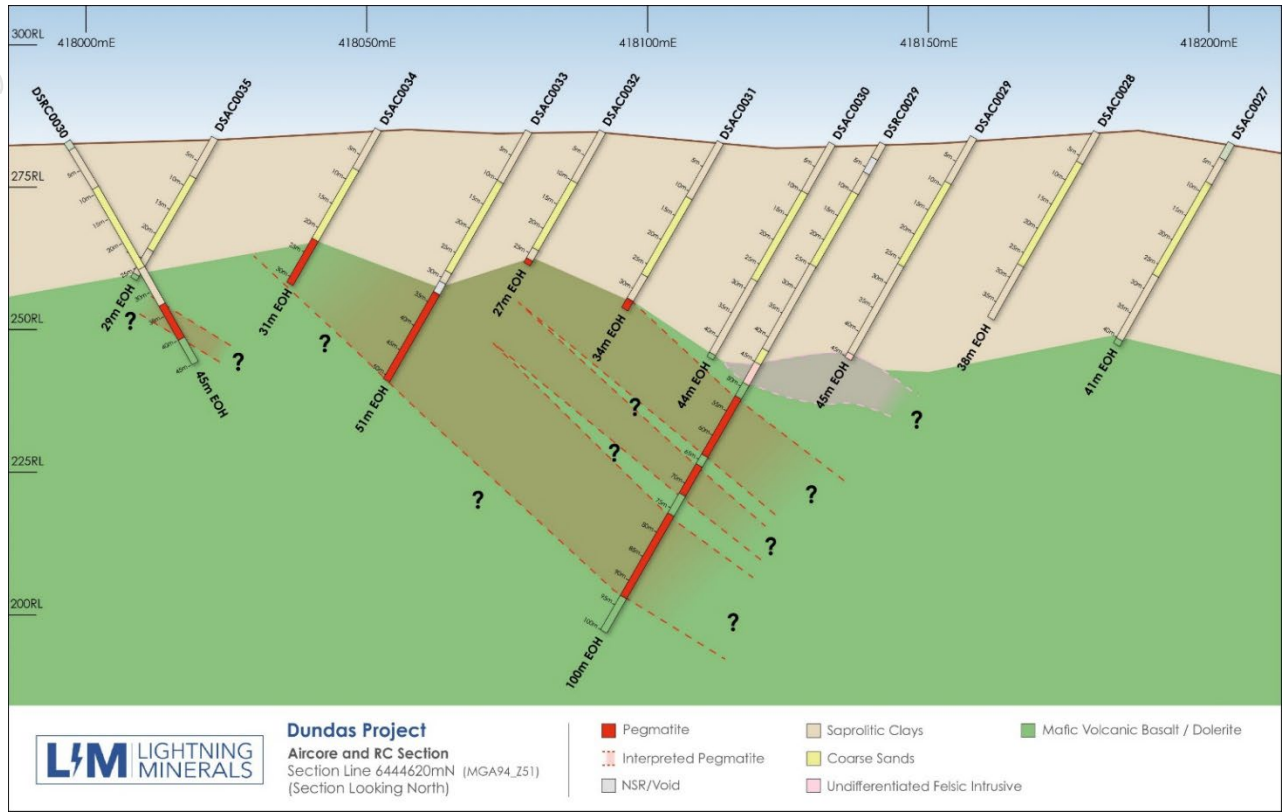 300RL
418000mE
418050mE
418100mE
418150mE
418200mE
DSRC0030
DSAC0035
DSAC0034
DSAC0033
DSAC0032
DSAC0031
DSAC0030
DSRC0029
DSAC0029
DSAC0028
DSAC0027
275RL
250RL
225RL
200RL
29m EOH
45m EOH
31m EOH
51m EOH
27m EOH
34m EOH
44m EOH
100m EOH
45m EOH
38m EOH
41m EOH
?
?
?
?
?
?
?
?
?
?
LIM LIGHTNING
MINERALS
Dundas Project
Aircore and RC Section
Section Line 6444620mN (MGA94_Z51)
(Section Looking North)
Pegmatite
Interpreted Pegmatite
NSR/Void
Saprolitic Clays
Coarse Sands
Undifferentiated Felsic Intrusive
Mafic Volcanic Basalt / Dolerite